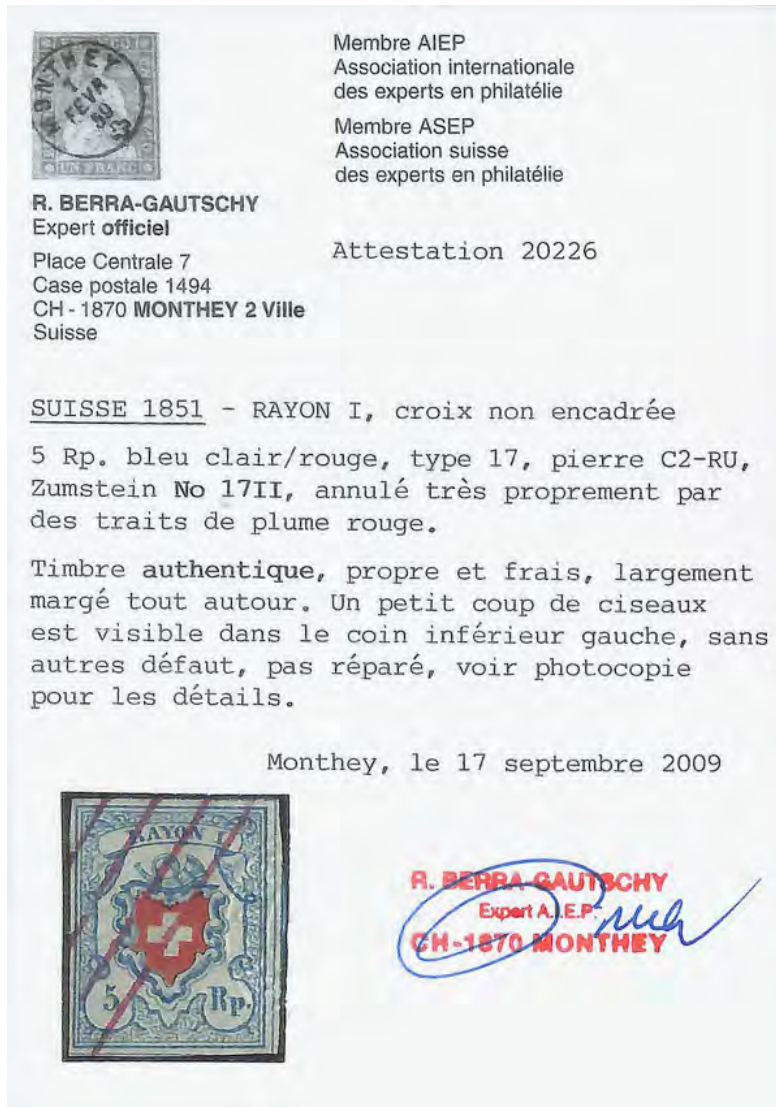 MONTHEY
FEVR
UN FRANC
Membre AIEP
Association internationale
des experts en philatélie
Membre ASEP
Association suisse
des experts en philatélie
R. BERRA-GAUTSCHY
Expert officiel
Place Centrale 7
Case postale 1494
CH - 1870 MONTHEY 2 Ville
Suisse
Attestation 20226
SUISSE 1851 - RAYON I, croix non encadrée
5 Rp. bleu clair/rouge, type 17, pierre C2-RU,
Zumstein No 17II, annulé très proprement par
des traits de plume rouge.
Timbre authentique, propre et frais, largement
margé tout autour. Un petit coup de ciseaux
est visible dans le coin inférieur gauche, sans
autres défaut, pas réparé, voir photocopie
pour les détails.
Monthey, le 17 septembre 2009
RAYON I
5 Rp.
R. BERRA-GAUTSCHY
Expert A.I.E.P.
CH-1870 MONTHEY